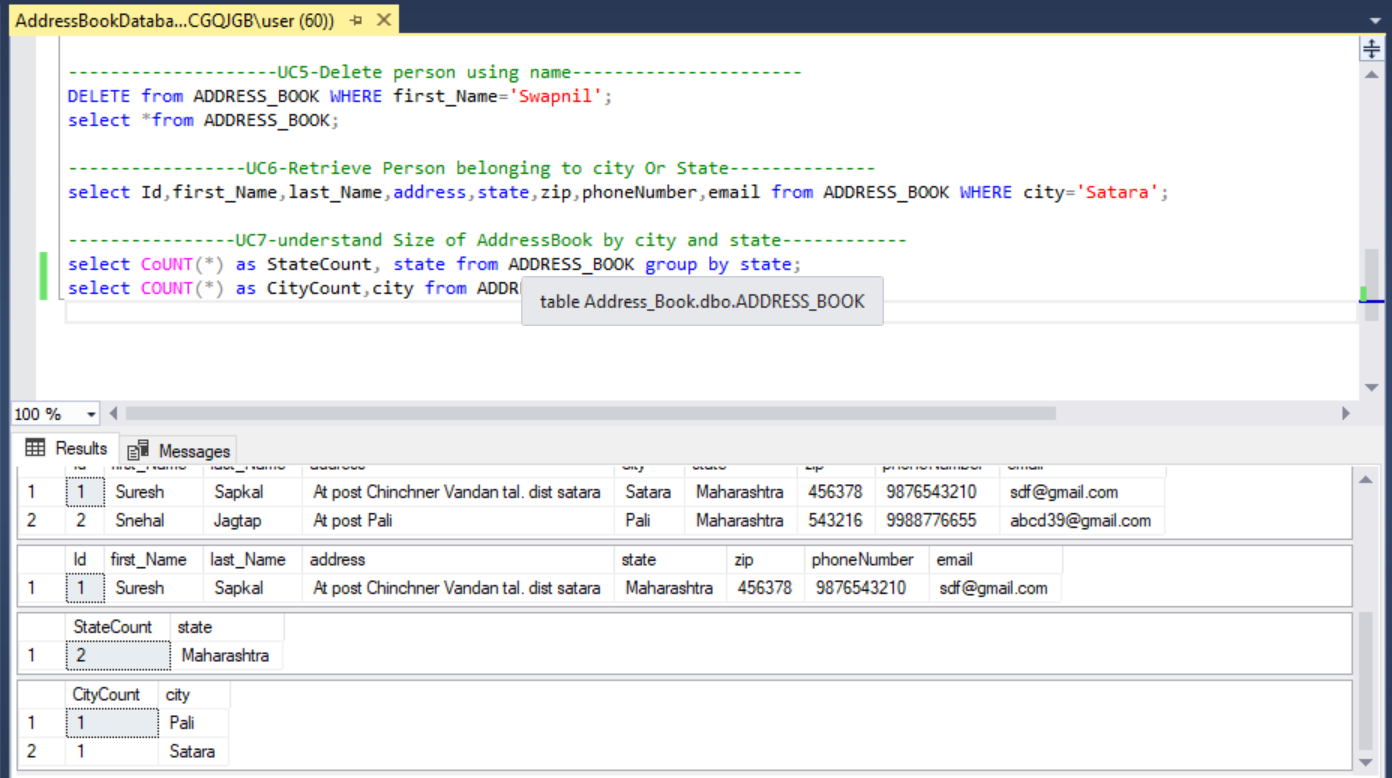 AddressBookDataba...CGQJGB\user (60))
--------------------UC5-Delete person using name----------------------
DELETE from ADDRESS_BOOK WHERE first_Name='Swapnil';
select *from ADDRESS_BOOK;
-----------------UC6-Retrieve Person belonging to city Or State--------------
select Id,first_Name,last_Name,address,state,zip,phoneNumber,email from ADDRESS_BOOK WHERE city='Satara';
----------------UC7-understand Size of AddressBook by city and state------------
select CoUNT(*) as StateCount, state from ADDRESS_BOOK group by state;
select COUNT(*) as CityCount,city from ADDR
table Address_Book.dbo.ADDRESS_BOOK
100 %
Results Messages
Id first_Name last_Name address city state zip phoneNumber email
1 1 Suresh Sapkal At post Chinchner Vandan tal. dist satara Satara Maharashtra 456378 9876543210 sdf@gmail.com
2 2 Snehal Jagtap At post Pali Pali Maharashtra 543216 9988776655 abcd39@gmail.com
Id first_Name last_Name address state zip phoneNumber email
1 1 Suresh Sapkal At post Chinchner Vandan tal. dist satara Maharashtra 456378 9876543210 sdf@gmail.com
StateCount state
1 2 Maharashtra
CityCount city
1 1 Pali
2 1 Satara